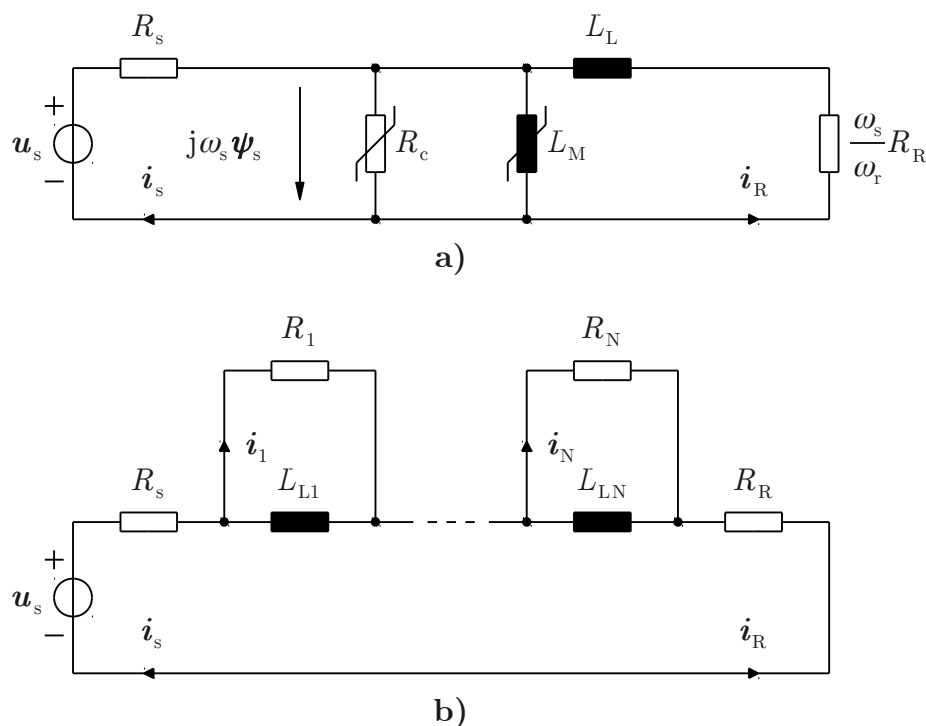 R_s L_L
+ u_s − jω_s ψ_s R_c L_M ω_s/ω_r R_R
i_s i_R
a)
R_1 R_N
i_1 i_N
R_s L_L1 L_LN R_R
+ u_s −
i_s i_R
b)